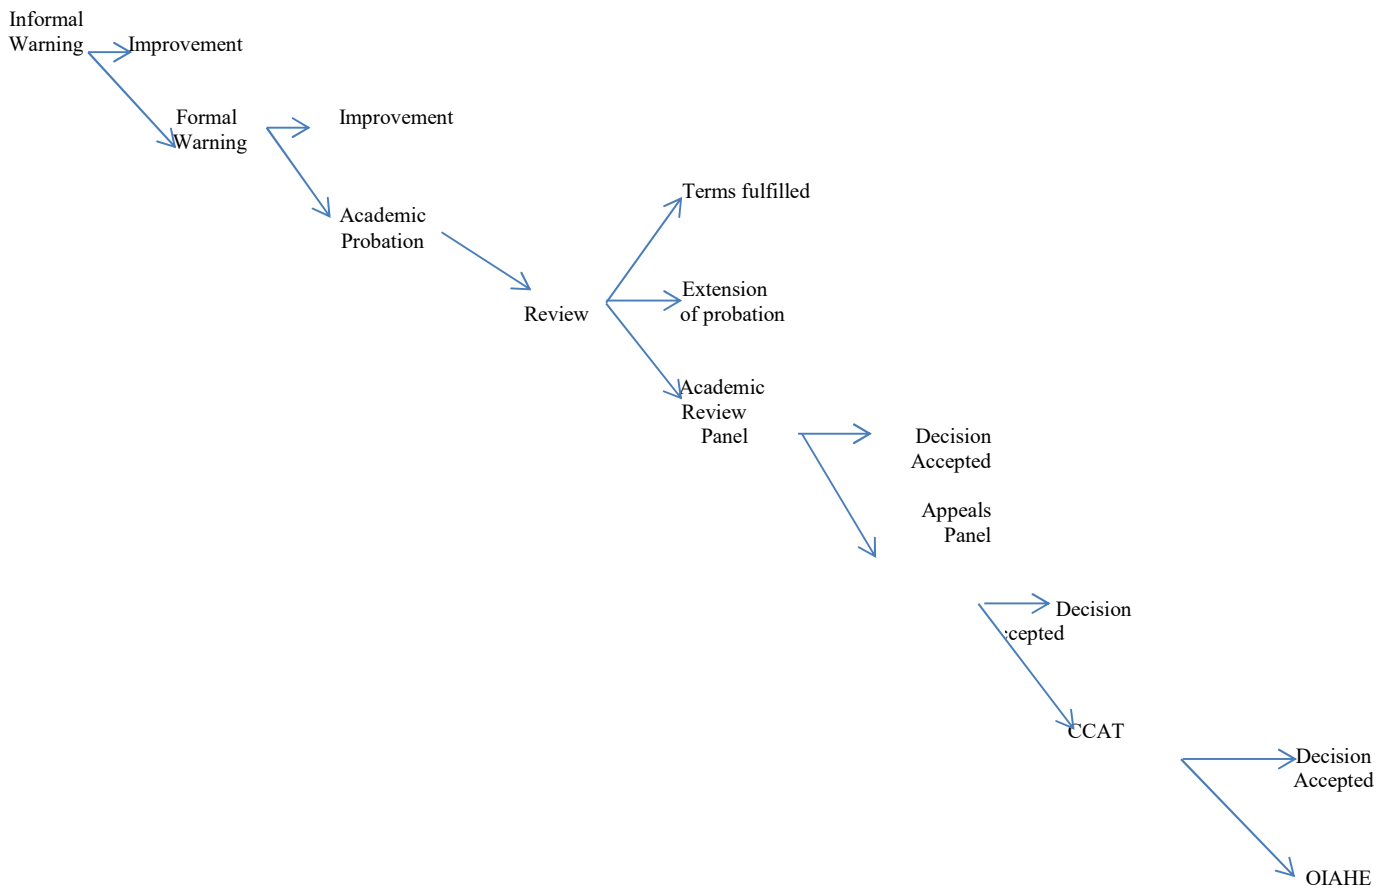 Informal
Warning
Improvement
Formal
Warning
Improvement
Terms fulfilled
Academic
Probation
Extension
of probation
Review
Academic
Review
Panel
Decision
Accepted
Appeals
Panel
Decision
cepted
CCAT
Decision
Accepted
OIAHE